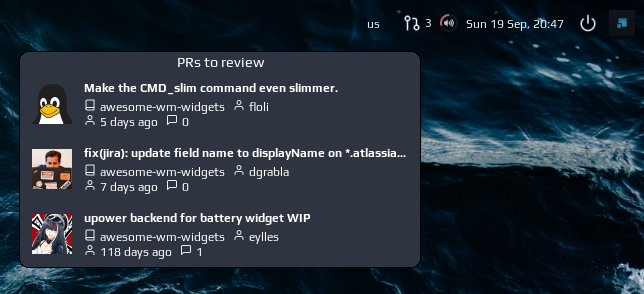 us 3 Sun 19 Sep, 20:47
PRs to review
Make the CMD_slim command even slimmer.
awesome-wm-widgets floli
5 days ago 0
fix(jira): update field name to displayName on *.atlassia...
awesome-wm-widgets dgrabla
7 days ago 0
upower backend for battery widget WIP
awesome-wm-widgets eylles
118 days ago 1